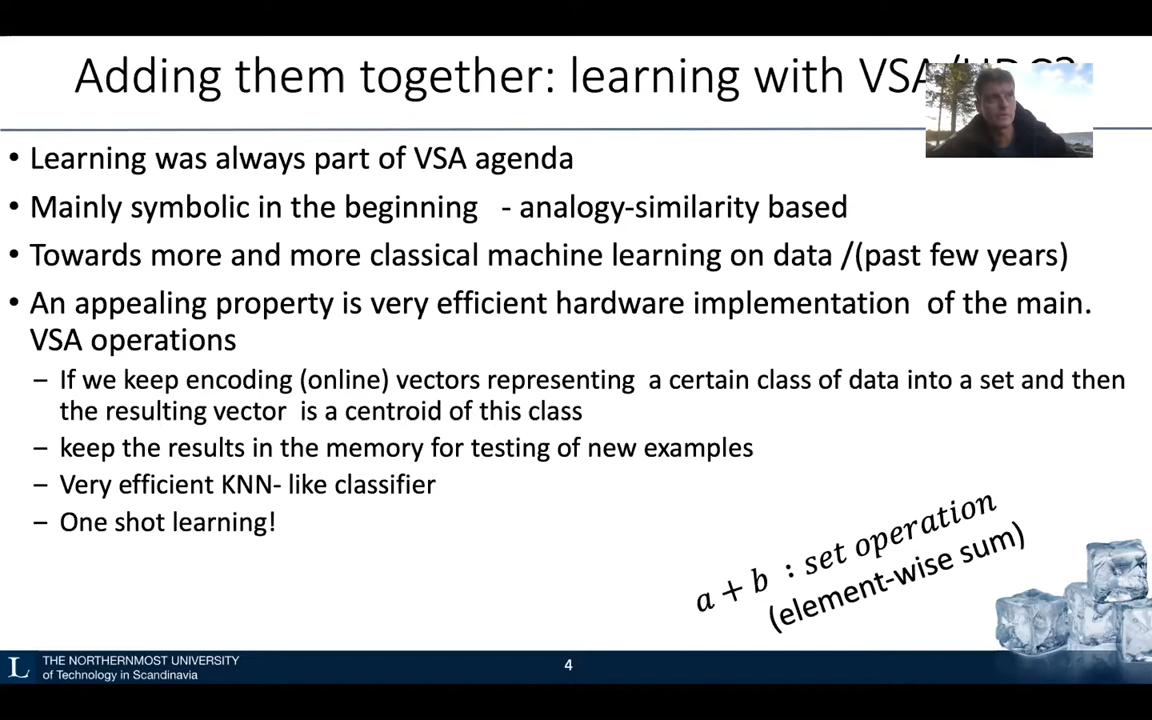 Adding them together: learning with VSA/HDC?
• Learning was always part of VSA agenda
• Mainly symbolic in the beginning - analogy-similarity based
• Towards more and more classical machine learning on data /(past few years)
• An appealing property is very efficient hardware implementation of the main.
VSA operations
– If we keep encoding (online) vectors representing a certain class of data into a set and then
the resulting vector is a centroid of this class
– keep the results in the memory for testing of new examples
– Very efficient KNN- like classifier
– One shot learning!
a + b : set operation
(element-wise sum)
L THE NORTHERNMOST UNIVERSITY
of Technology in Scandinavia
4